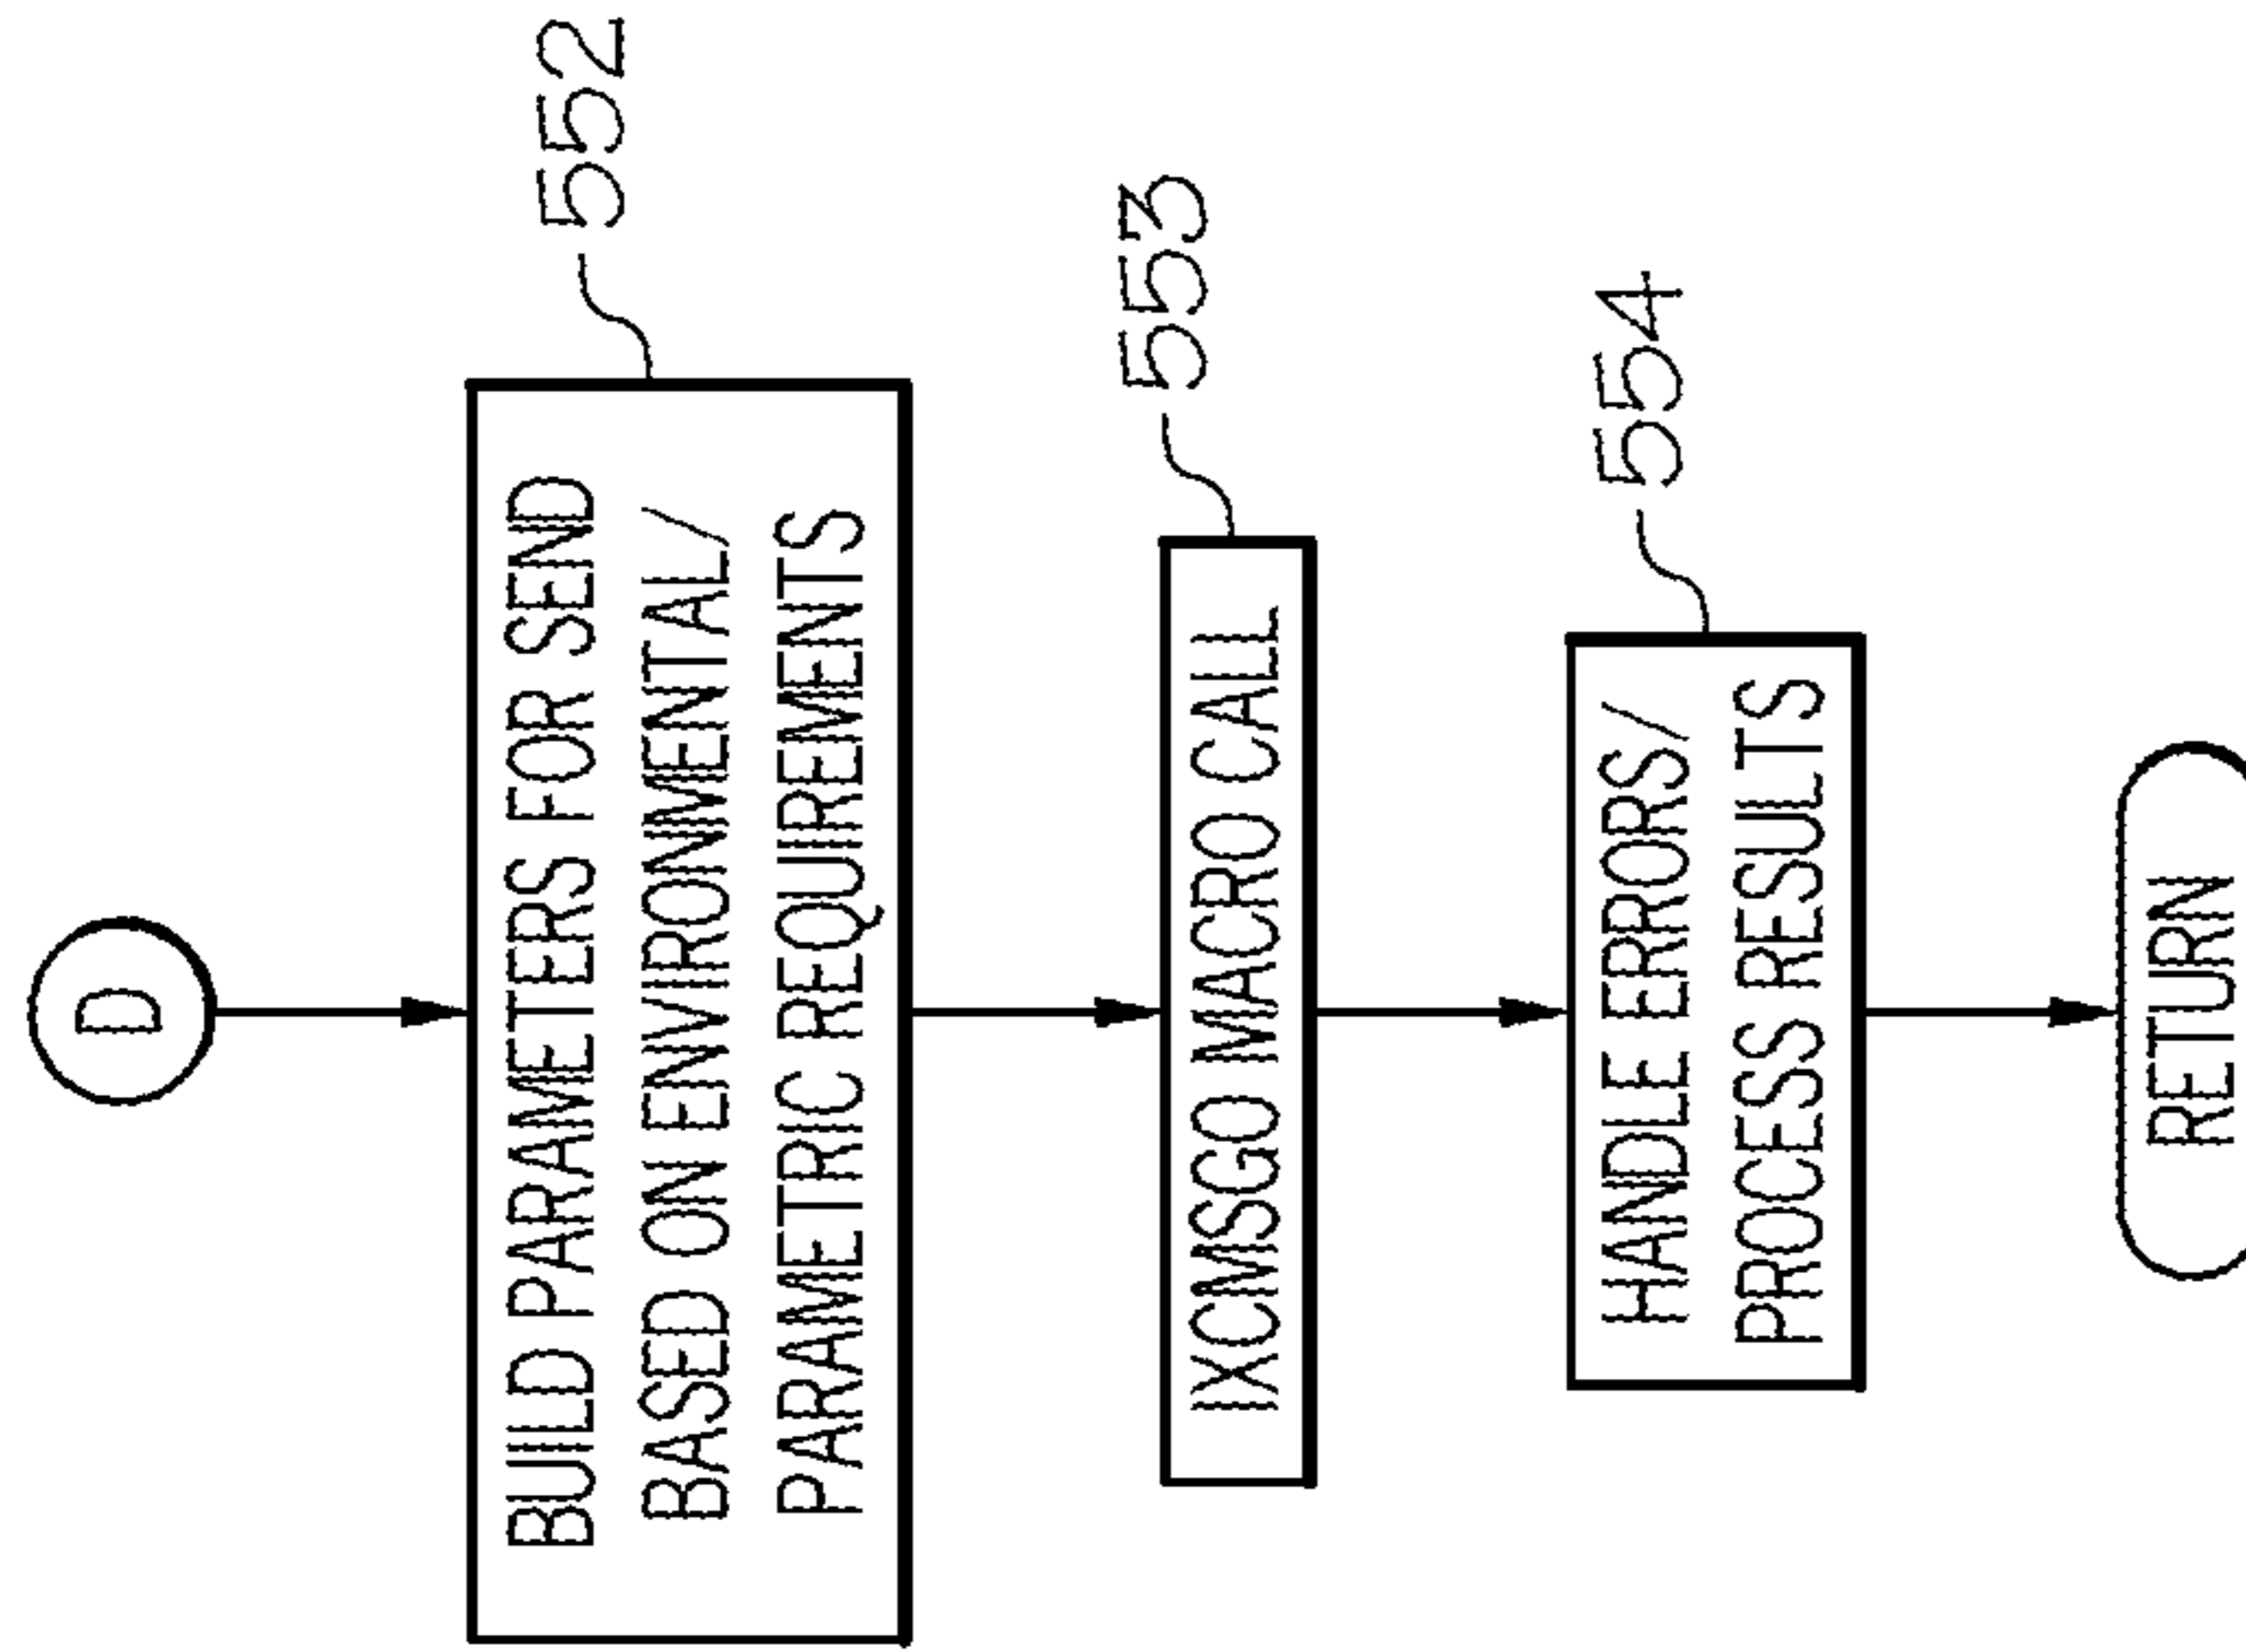 D
552
BUILD PARAMETERS FOR SEND
BASED ON ENVIRONMENTAL/
PARAMETRIC REQUIREMENTS
553
IXCMSGO MACRO CALL
554
HANDLE ERRORS/
PROCESS RESULTS
RETURN